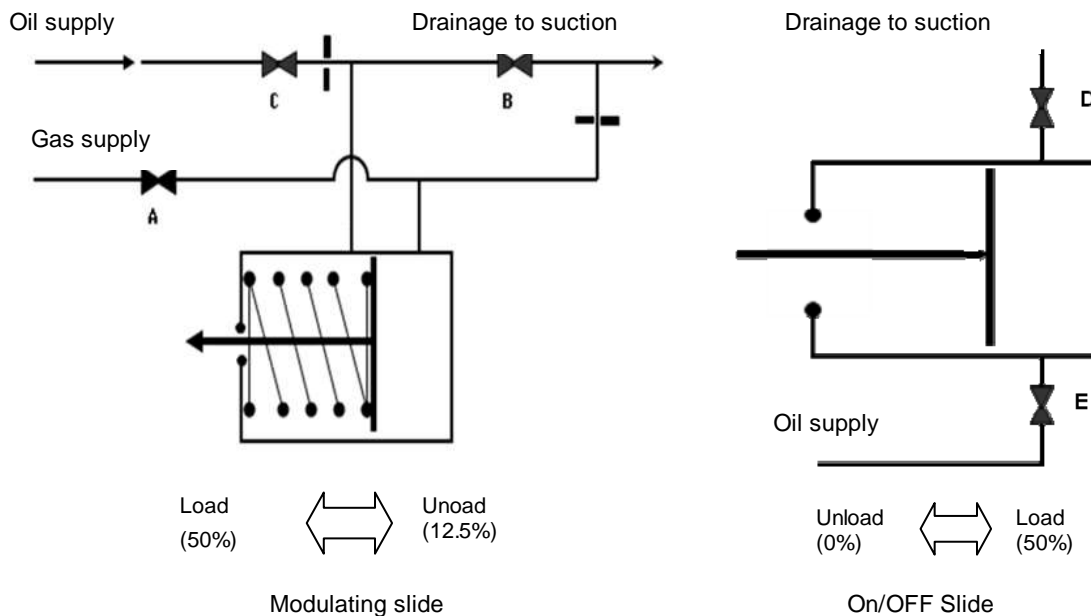 Oil supply
Drainage to suction
Drainage to suction
C
B
D
Gas supply
A
E
Oil supply
Load
(50%)
Unoad
(12.5%)
Unload
(0%)
Load
(50%)
Modulating slide
On/OFF Slide